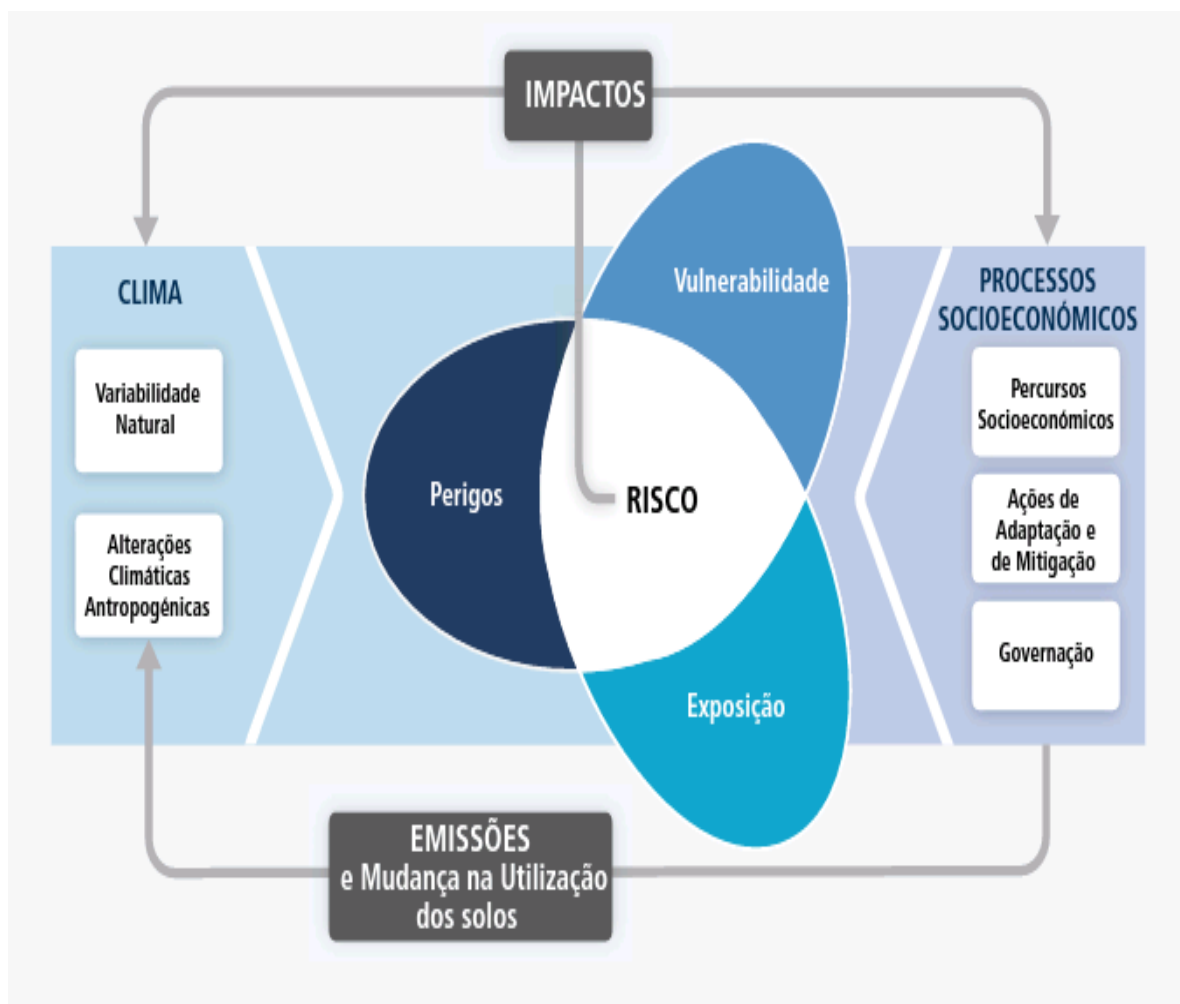 IMPACTOS
CLIMA
Variabilidade
Natural
Alterações
Climáticas
Antropogénicas
Perigos
Vulnerabilidade
RISCO
Exposição
PROCESSOS
SOCIOECONÓMICOS
Percursos
Socioeconómicos
Ações de
Adaptação e
de Mitigação
Governação
EMISSÕES
e Mudança na Utilização
dos solos